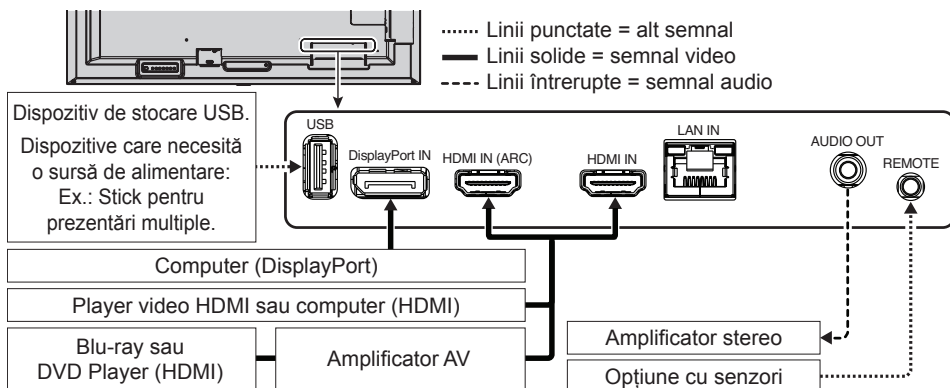 Linii punctate = alt semnal
Linii solide = semnal video
Linii întrerupte = semnal audio
Dispozitiv de stocare USB.
Dispozitive care necesită
o sursă de alimentare:
Ex.: Stick pentru
prezentări multiple.
USB
DisplayPort IN
HDMI IN (ARC)
HDMI IN
LAN IN
AUDIO OUT
REMOTE
Computer (DisplayPort)
Player video HDMI sau computer (HDMI)
Blu-ray sau
DVD Player (HDMI)
Amplificator AV
Amplificator stereo
Opțiune cu senzori